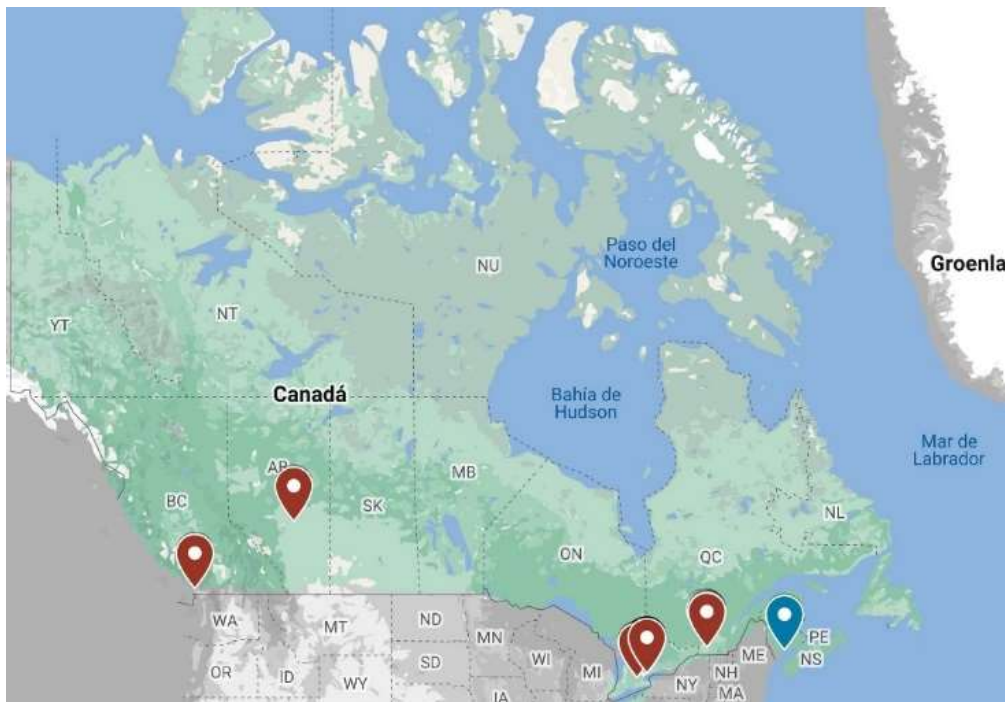 NU
Paso del
Noroeste
Groenla
YT
NT
Canadá
Bahía de
Hudson
Mar de
Labrador
AB
MB
BC
SK
NL
ON
QC
WA
MT
ND
MN
PE
NS
ME
OR
ID
SD
WI
MI
NY
NH
WY
MA
IA